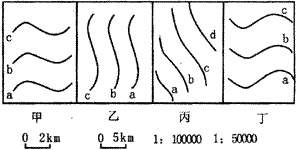 c
b
a
c b a
d
a b c
c
b
a
甲 乙 丙 丁
0 2km 0 5km 1:100000 1:50000